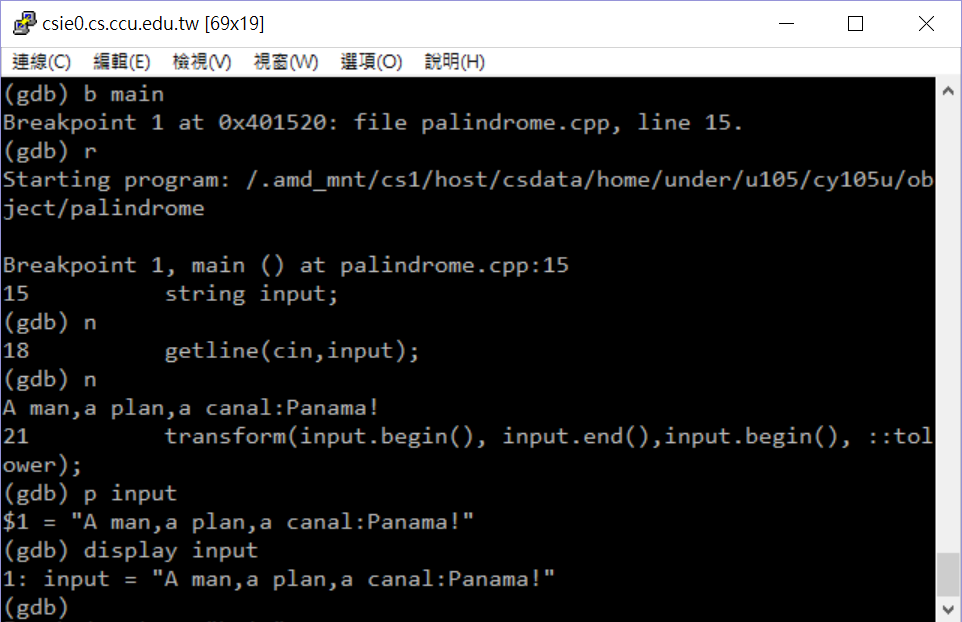 csie0.cs.ccu.edu.tw [69x19]
連線(C) 編輯(E) 檢視(V) 視窗(W) 選項(O) 說明(H)
(gdb) b main
Breakpoint 1 at 0x401520: file palindrome.cpp, line 15.
(gdb) r
Starting program: /.amd_mnt/cs1/host/csdata/home/under/u105/cy105u/ob
ject/palindrome
Breakpoint 1, main () at palindrome.cpp:15
15          string input;
(gdb) n
18          getline(cin,input);
(gdb) n
A man,a plan,a canal:Panama!
21          transform(input.begin(), input.end(),input.begin(), ::tol
ower);
(gdb) p input
$1 = "A man,a plan,a canal:Panama!"
(gdb) display input
1: input = "A man,a plan,a canal:Panama!"
(gdb)